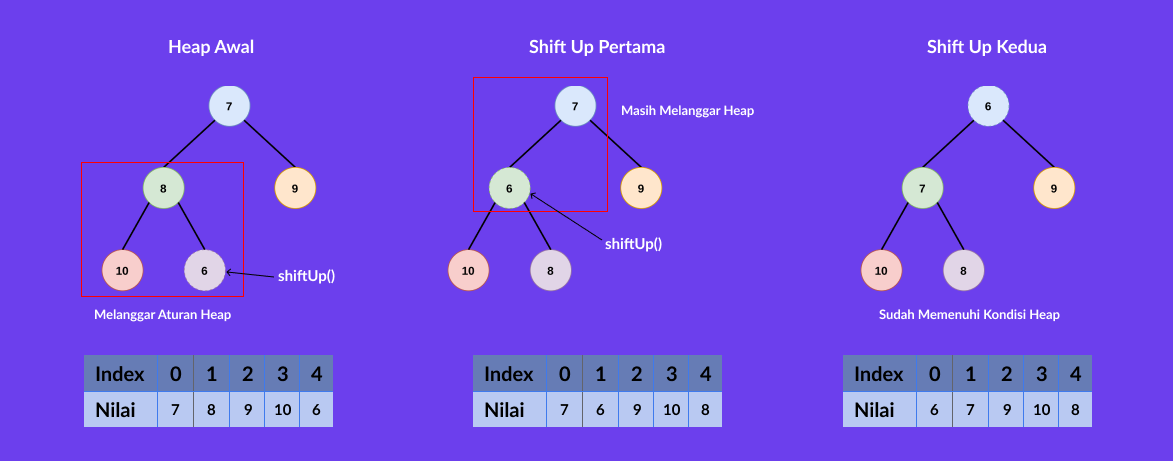 Heap Awal
7
8
9
10
6
shiftUp()
Melanggar Aturan Heap
Index 0 1 2 3 4
Nilai 7 8 9 10 6
Shift Up Pertama
7
Masih Melanggar Heap
6
9
shiftUp()
10
8
Index 0 1 2 3 4
Nilai 7 6 9 10 8
Shift Up Kedua
6
7
9
10
8
Sudah Memenuhi Kondisi Heap
Index 0 1 2 3 4
Nilai 6 7 9 10 8